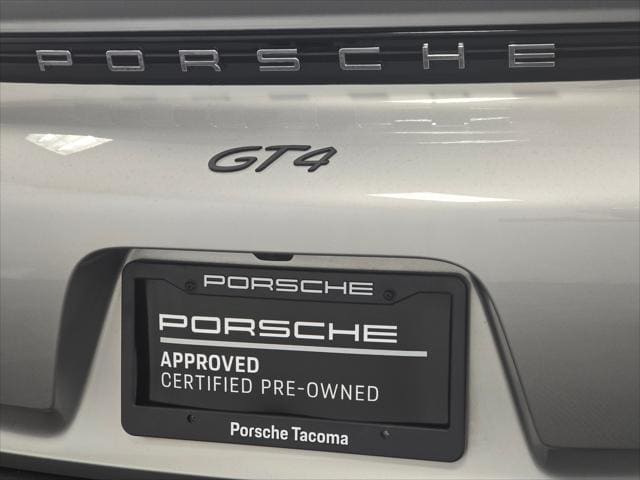 PORSCHE
GT4
PORSCHE
PORSCHE
APPROVED
CERTIFIED PRE-OWNED
Porsche Tacoma